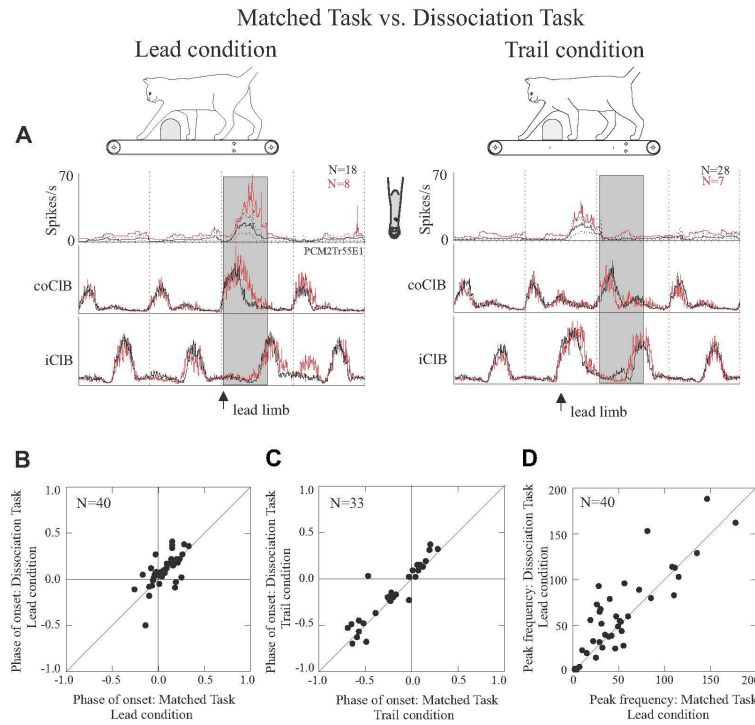 Matched Task vs. Dissociation Task
Lead condition
Trail condition
A
70
Spikes/s
0
N=18
N=8
PCM2Tr55E1
coClB
iClB
lead limb
70
Spikes/s
0
N=28
N=7
coClB
iClB
lead limb
B
Phase of onset: Dissociation Task
Lead condition
1.0
0.5
0.0
-0.5
-1.0
N=40
-1.0 -0.5 0.0 0.5 1.0
Phase of onset: Matched Task
Lead condition
C
Phase of onset: Dissociation Task
Trail condition
1.0
0.5
0.0
-0.5
-1.0
N=33
-1.0 -0.5 0.0 0.5 1.0
Phase of onset: Matched Task
Trail condition
D
Peak frequency: Dissociation Task
Lead condition
200
150
100
50
0
N=40
0 50 100 150 200
Peak frequency: Matched Task
Lead condition